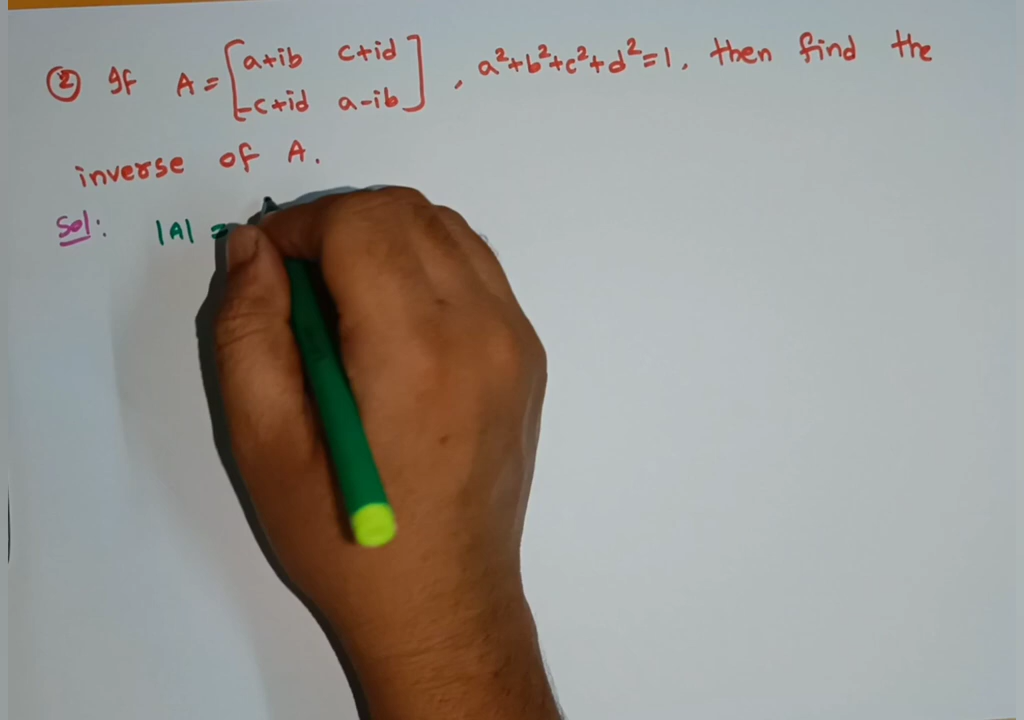 ② If A = [a+ib c+id
-c+id a-ib], a²+b²+c²+d²=1, then find the
inverse of A.
Sol: |A| =